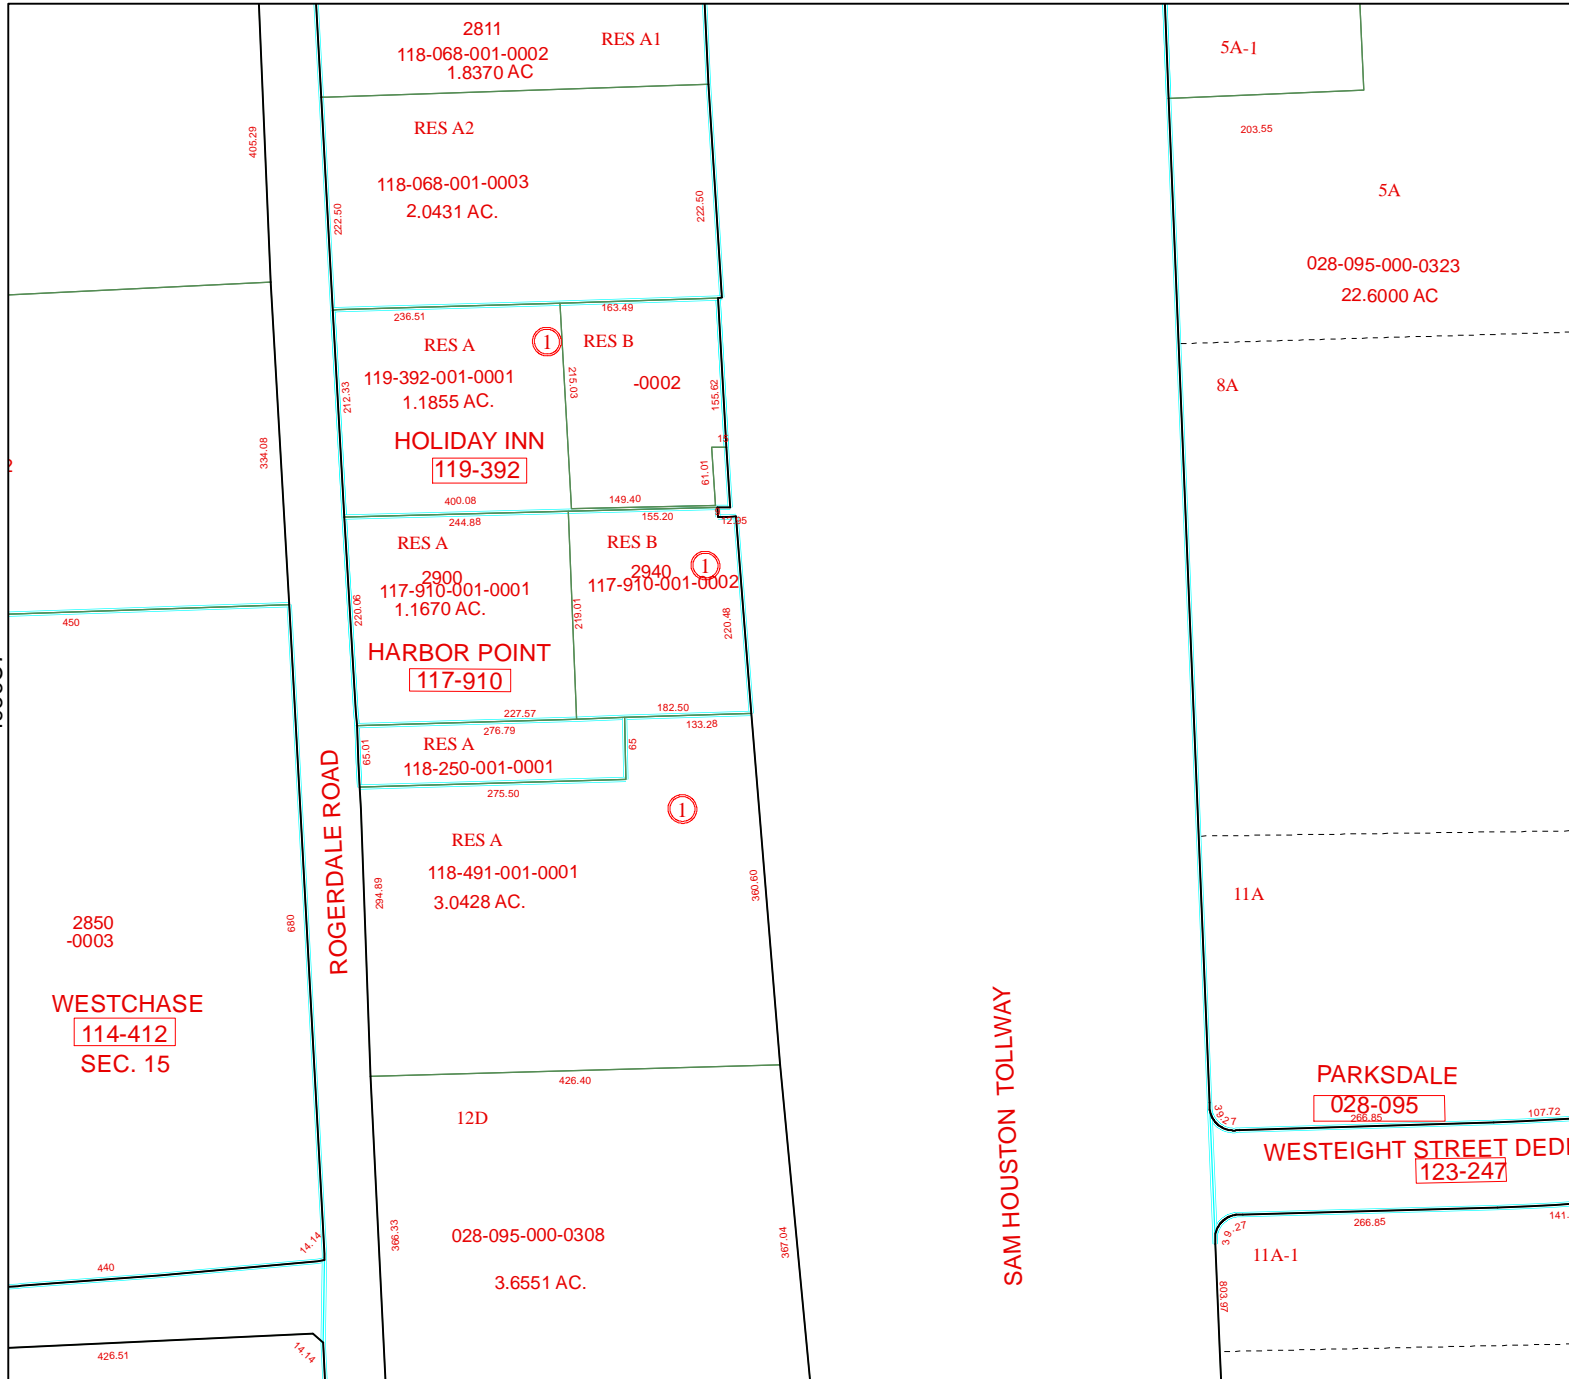 2811
118-068-001-0002
1.8370 AC
RES A1
5A-1
405.29
RES A2
203.55
118-068-001-0003
2.0431 AC.
222.50
222.50
5A
028-095-000-0323
22.6000 AC
236.51
163.49
RES A
1
RES B
119-392-001-0001
1.1855 AC.
-0002
212.33
215.03
155.62
8A
HOLIDAY INN
119-392
15
61.01
334.08
400.08
149.40
244.88
155.20
12.95
RES A
RES B
1
2900
117-910-001-0001
1.1670 AC.
2940
117-910-001-0002
220.06
219.01
220.48
450
HARBOR POINT
117-910
227.57
182.50
276.79
133.28
RES A
65.01
65
118-250-001-0001
275.50
1
RES A
118-491-001-0001
3.0428 AC.
294.89
360.60
11A
ROGERDALE ROAD
680
2850
-0003
WESTCHASE
114-412
SEC. 15
SAM HOUSTON TOLLWAY
426.40
12D
PARKSDALE
028-095
39.27
266.85
107.72
WESTEIGHT STREET DEDI
123-247
39.27
266.85
141.
11A-1
803.97
366.33
028-095-000-0308
3.6551 AC.
367.04
14.14
440
14.14
426.51